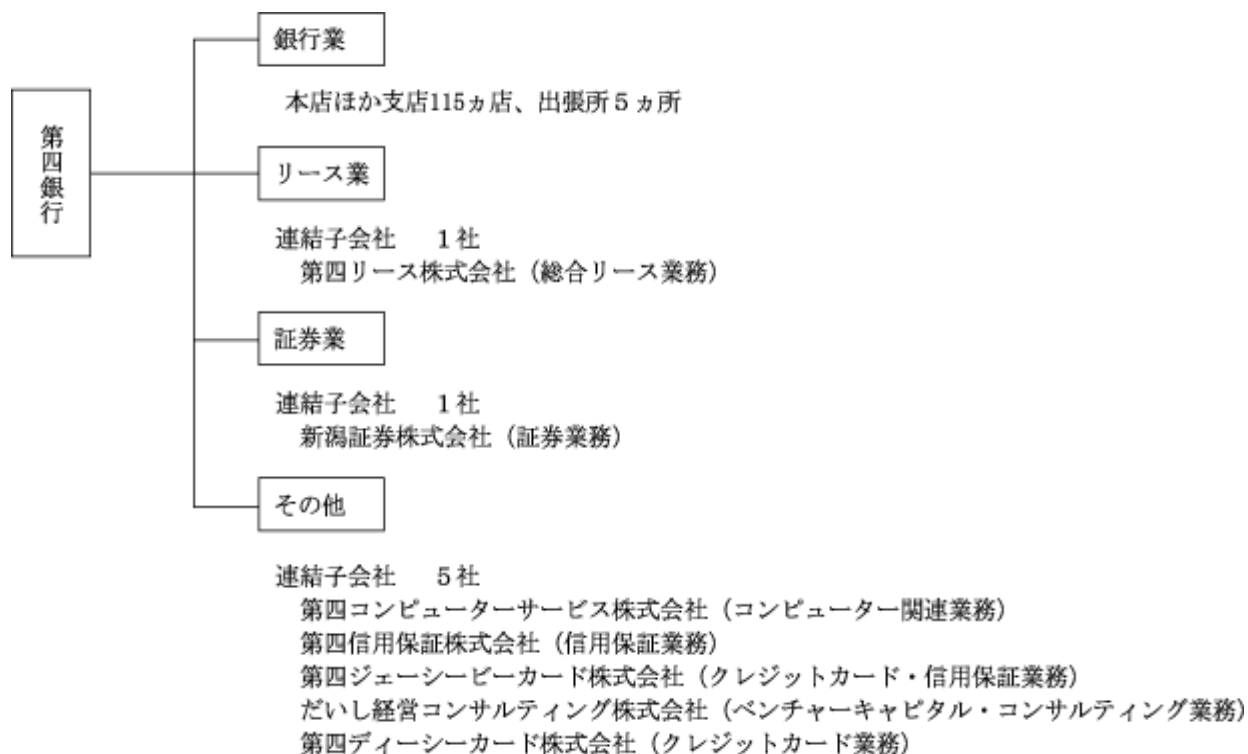 第四銀行
銀行業
本店ほか支店115ヵ店、出張所５ヵ所
リース業
連結子会社　１社
第四リース株式会社（総合リース業務）
証券業
連結子会社　１社
新潟証券株式会社（証券業務）
その他
連結子会社　５社
第四コンピューターサービス株式会社（コンピューター関連業務）
第四信用保証株式会社（信用保証業務）
第四ジェーシービーカード株式会社（クレジットカード・信用保証業務）
だいし経営コンサルティング株式会社（ベンチャーキャピタル・コンサルティング業務）
第四ディーシーカード株式会社（クレジットカード業務）